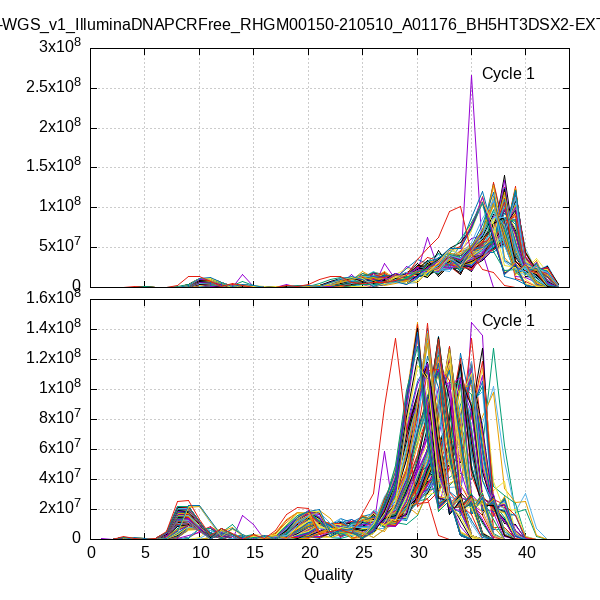 -WGS_v1_IlluminaDNAPCRFree_RHGM00150-210510_A01176_BH5HT3DSX2-EXT
3x10⁸
2.5x10⁸
2x10⁸
1.5x10⁸
1x10⁸
5x10⁷
0
Cycle 1
1.6x10⁸
1.4x10⁸
1.2x10⁸
1x10⁸
8x10⁷
6x10⁷
4x10⁷
2x10⁷
0
Cycle 1
0 5 10 15 20 25 30 35 40
Quality